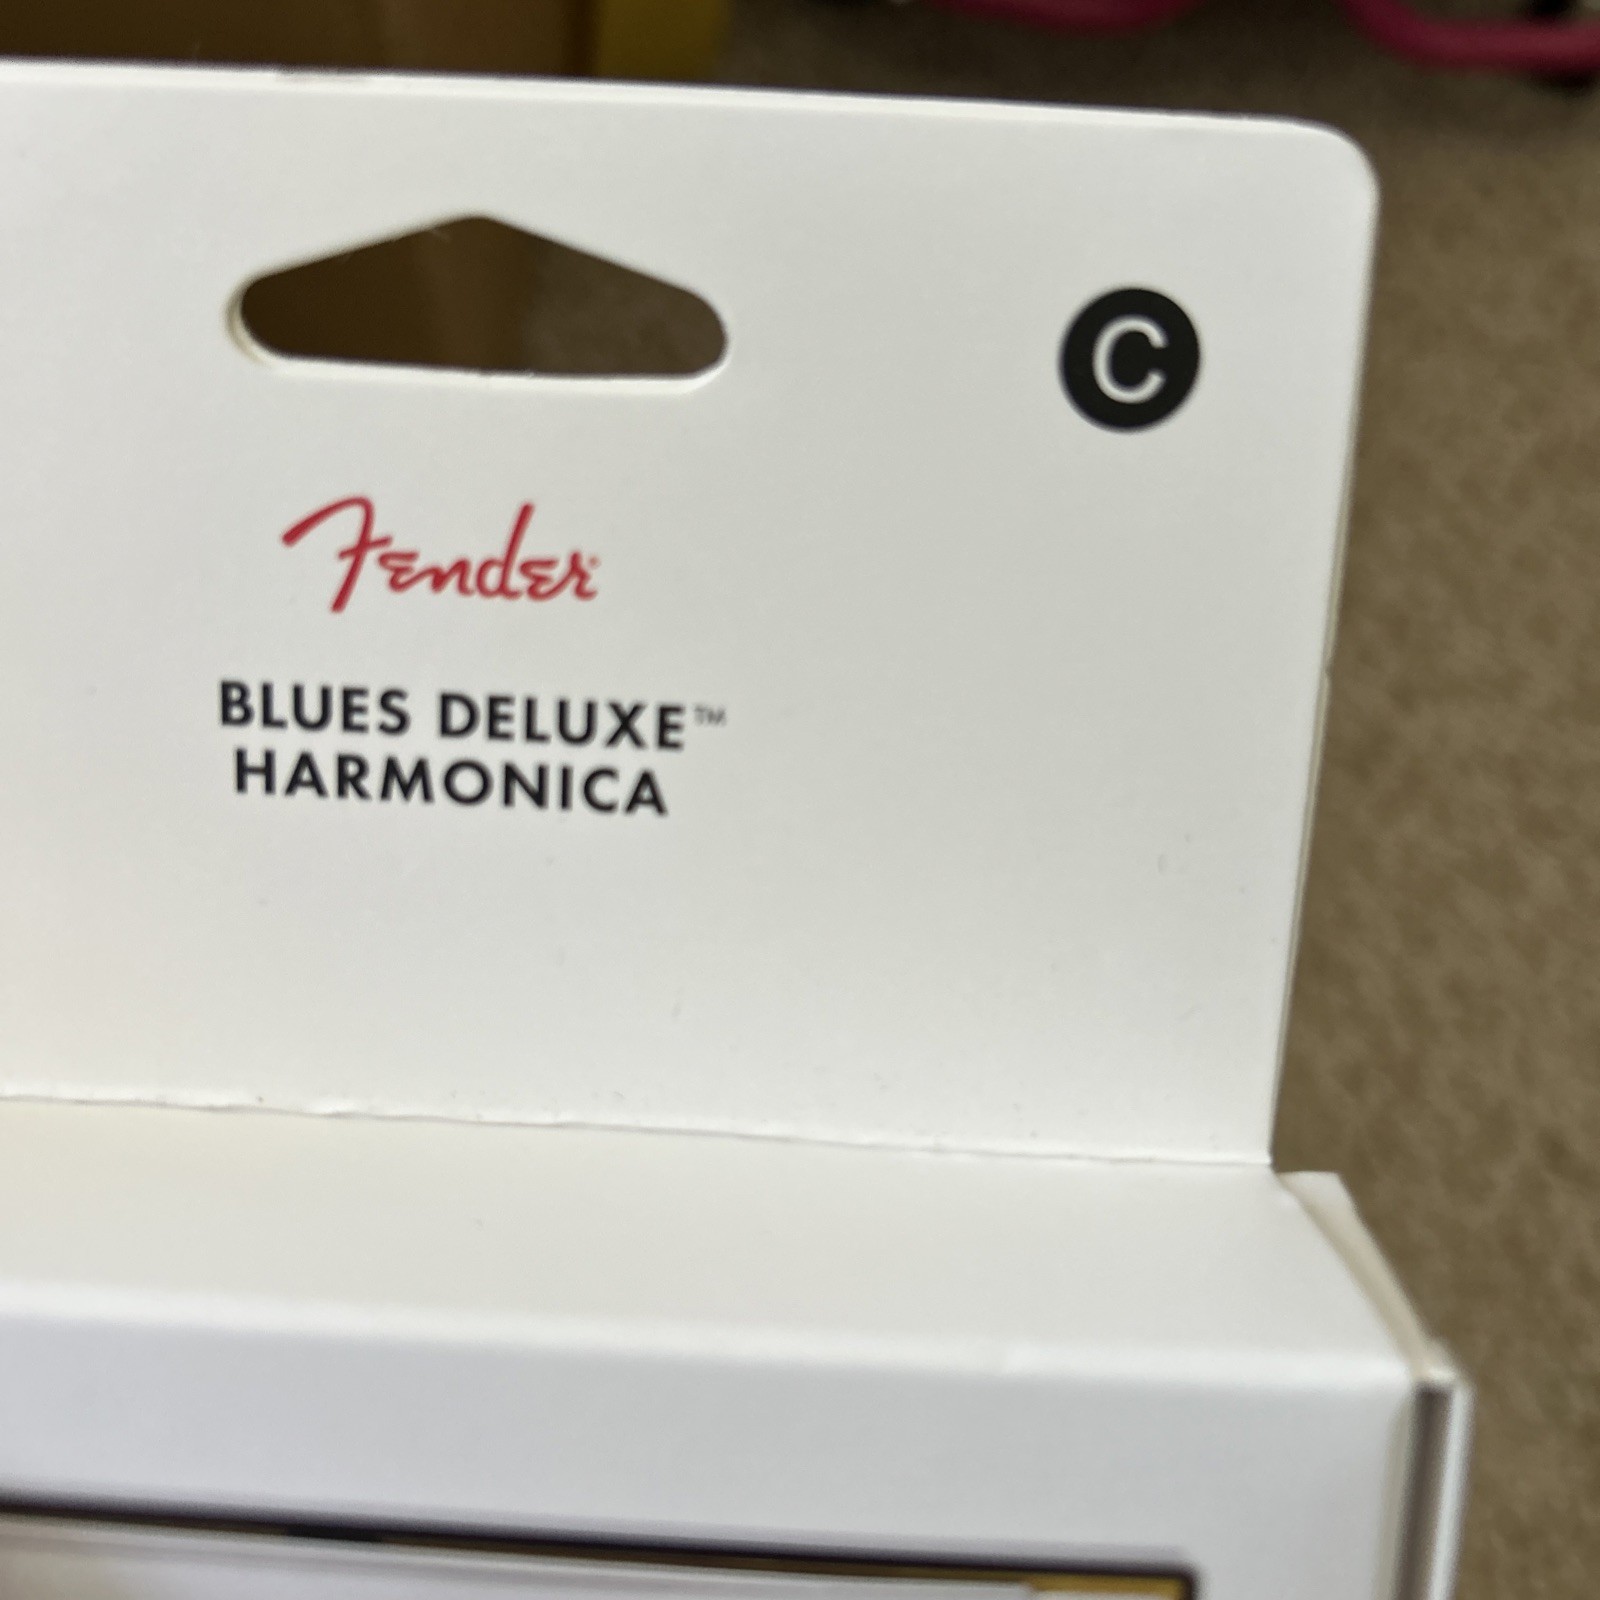 C
Fender
BLUES DELUXE™
HARMONICA